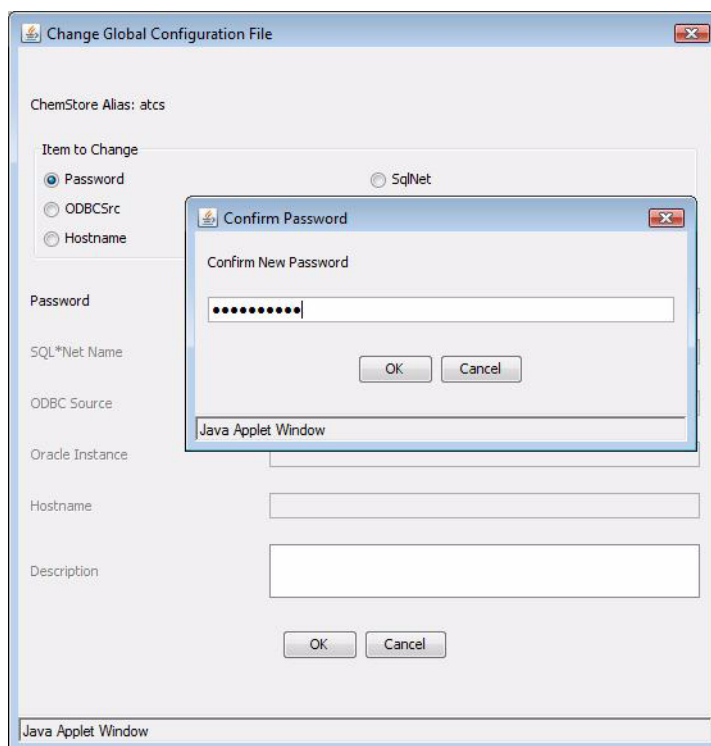 Change Global Configuration File
ChemStore Alias: atcs
Item to Change
Password
SqlNet
ODBCSrc
Hostname
Confirm Password
Confirm New Password
••••••••••
OK Cancel
Java Applet Window
Password
SQL*Net Name
ODBC Source
Oracle Instance
Hostname
Description
OK Cancel
Java Applet Window